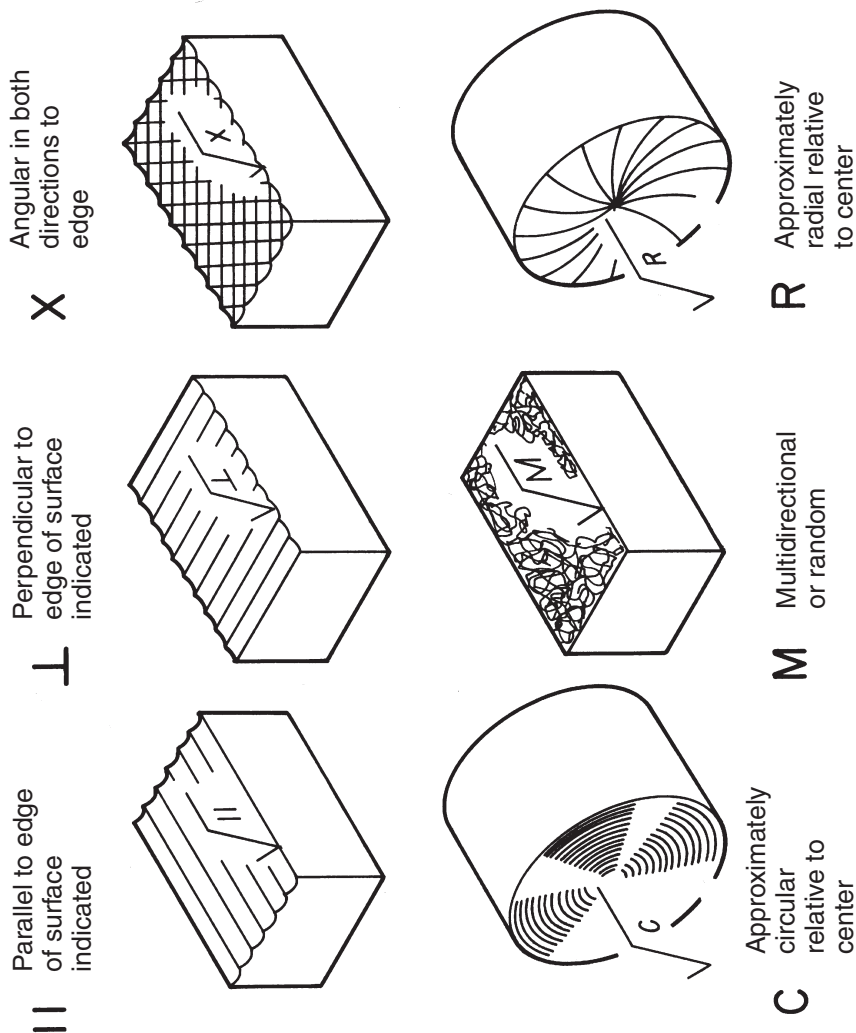 || Parallel to edge
of surface
indicated
⊥ Perpendicular to
edge of surface
indicated
X Angular in both
directions to
edge
||
⊥
X
C
M
R
C Approximately
circular
relative to
center
M Multidirectional
or random
R Approximately
radial relative
to center